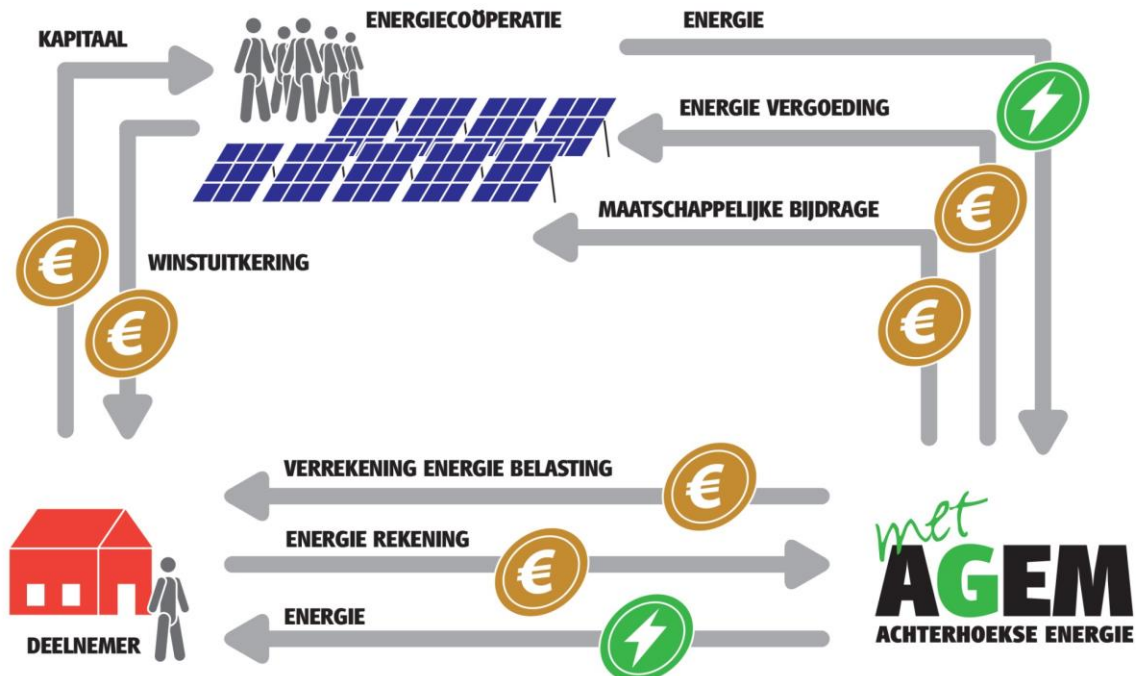 KAPITAAL
ENERGIECOÖPERATIE
ENERGIE
ENERGIE VERGOEDING
MAATSCHAPPELIJKE BIJDRAGE
€
€
WINSTUITKERING
€
€
VERREKENING ENERGIE BELASTING
€
ENERGIE REKENING
€
ENERGIE
DEELNEMER
met
AGEM
ACHTERHOEKSE ENERGIE